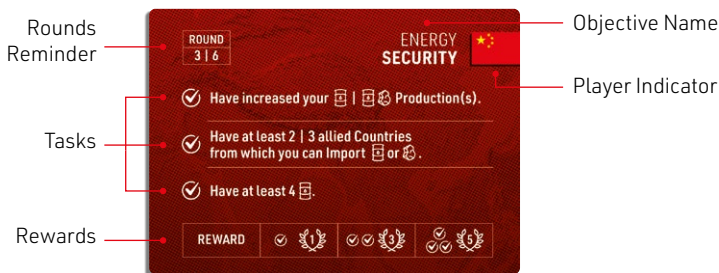 Rounds
Reminder
ROUND
3 | 6
ENERGY
SECURITY
Objective Name
Player Indicator
Tasks
Have increased your | Production(s).
Have at least 2 | 3 allied Countries
from which you can Import or .
Have at least 4 .
Rewards
REWARD 1 3 5